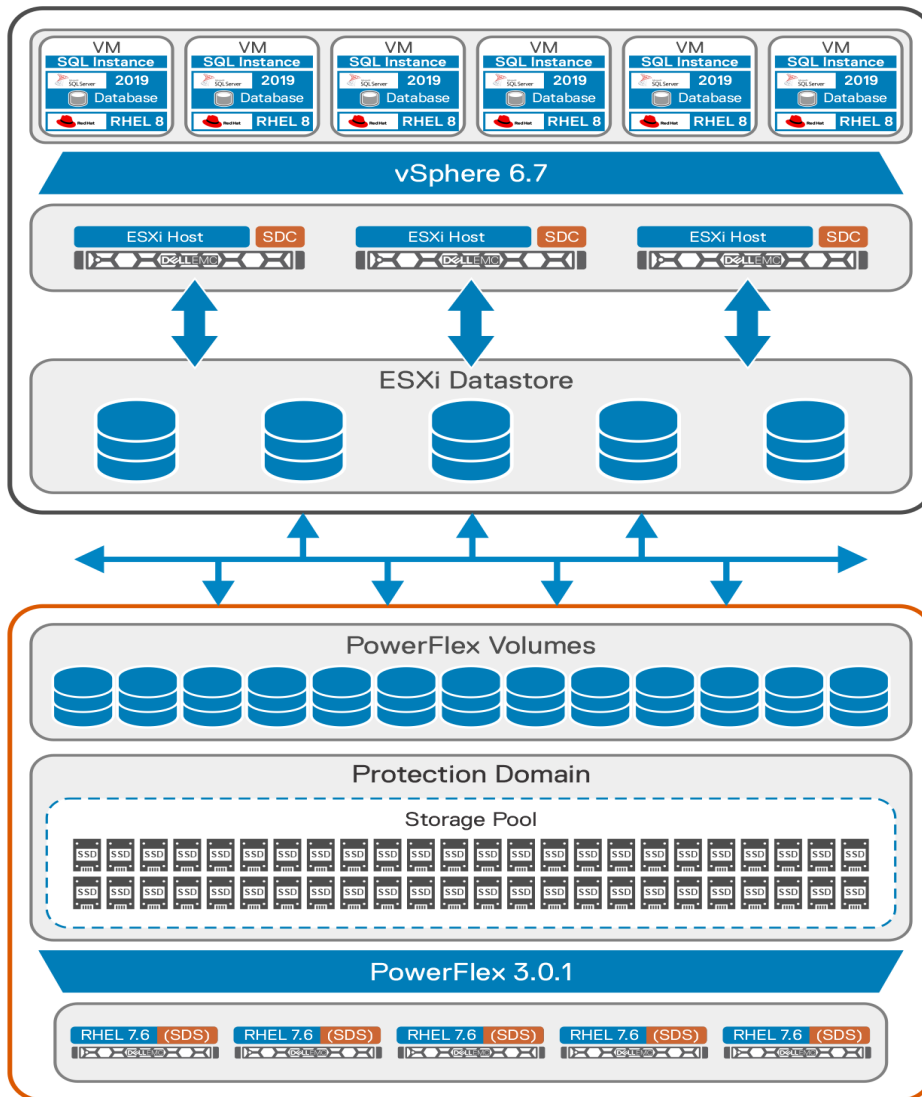 VM VM VM VM VM VM
SQL Instance SQL Instance SQL Instance SQL Instance SQL Instance SQL Instance
SQL Server 2019 SQL Server 2019 SQL Server 2019 SQL Server 2019 SQL Server 2019 SQL Server 2019
Database Database Database Database Database Database
Red Hat RHEL 8 Red Hat RHEL 8 Red Hat RHEL 8 Red Hat RHEL 8 Red Hat RHEL 8 Red Hat RHEL 8
vSphere 6.7
ESXi Host SDC ESXi Host SDC ESXi Host SDC
DELLEMC DELLEMC DELLEMC
ESXi Datastore
PowerFlex Volumes
Protection Domain
Storage Pool
SSD SSD SSD SSD SSD SSD SSD SSD SSD SSD SSD SSD SSD SSD SSD SSD SSD SSD SSD SSD SSD SSD SSD SSD
SSD SSD SSD SSD SSD SSD SSD SSD SSD SSD SSD SSD SSD SSD SSD SSD SSD SSD SSD SSD SSD SSD SSD SSD
PowerFlex 3.0.1
RHEL 7.6 (SDS) RHEL 7.6 (SDS) RHEL 7.6 (SDS) RHEL 7.6 (SDS) RHEL 7.6 (SDS)
DELLEMC DELLEMC DELLEMC DELLEMC DELLEMC